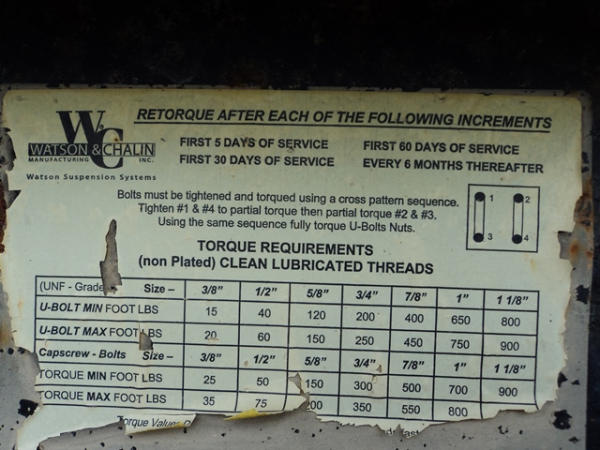 RETORQUE AFTER EACH OF THE FOLLOWING INCREMENTS
WC
WATSON & CHALIN
MANUFACTURING INC.
Watson Suspension Systems
FIRST 5 DAYS OF SERVICE FIRST 60 DAYS OF SERVICE
FIRST 30 DAYS OF SERVICE EVERY 6 MONTHS THEREAFTER
Bolts must be tightened and torqued using a cross pattern sequence.
Tighten #1 & #4 to partial torque then partial torque #2 & #3.
Using the same sequence fully torque U-Bolts Nuts.
1 2
3 4
TORQUE REQUIREMENTS
(non Plated) CLEAN LUBRICATED THREADS
(UNF - Grade Size – 3/8" 1/2" 5/8" 3/4" 7/8" 1" 1 1/8"
U-BOLT MIN FOOT LBS 15 40 120 200 400 650 800
U-BOLT MAX FOOT LBS 20 60 150 250 450 750 900
Capscrew - Bolts Size – 3/8" 1/2" 5/8" 3/4" 7/8" 1" 1 1/8"
TORQUE MIN FOOT LBS 25 50 150 300 500 700 900
TORQUE MAX FOOT LBS 35 75 200 350 550 800
Torque Values